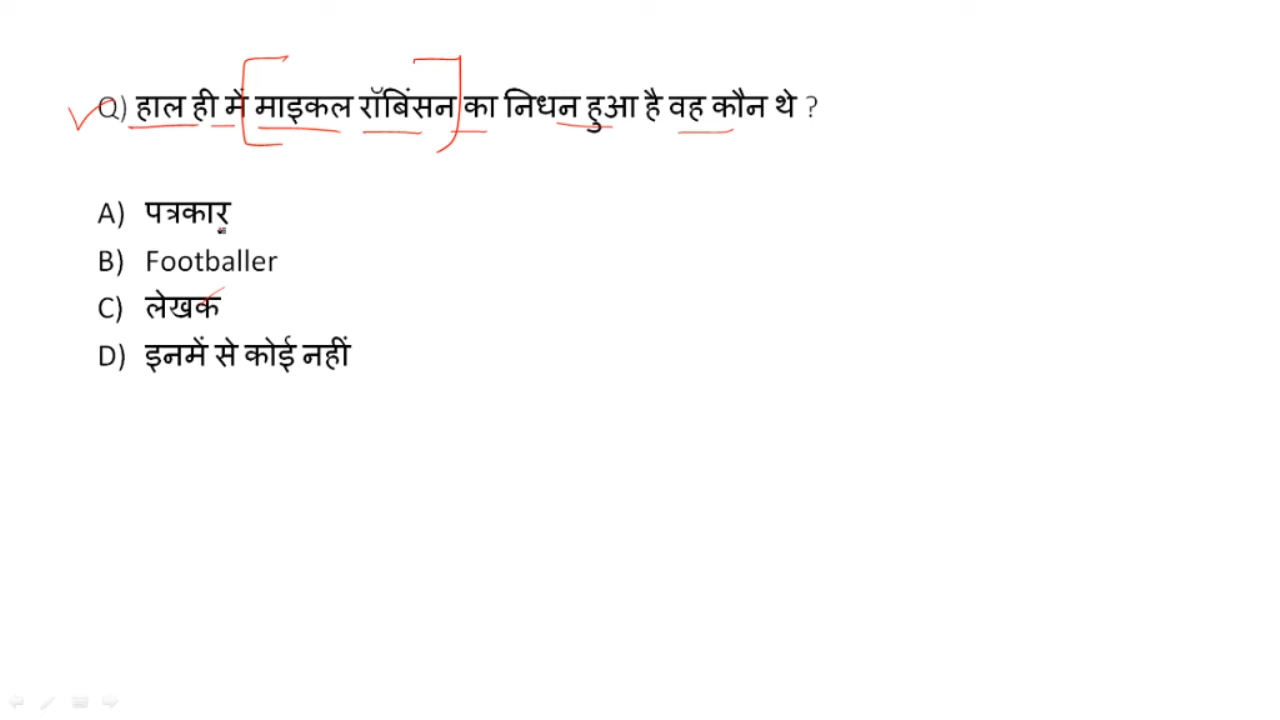 Q) हाल ही में माइकल रॉबिंसन का निधन हुआ है वह कौन थे ?
A) पत्रकार
B) Footballer
C) लेखक
D) इनमें से कोई नहीं